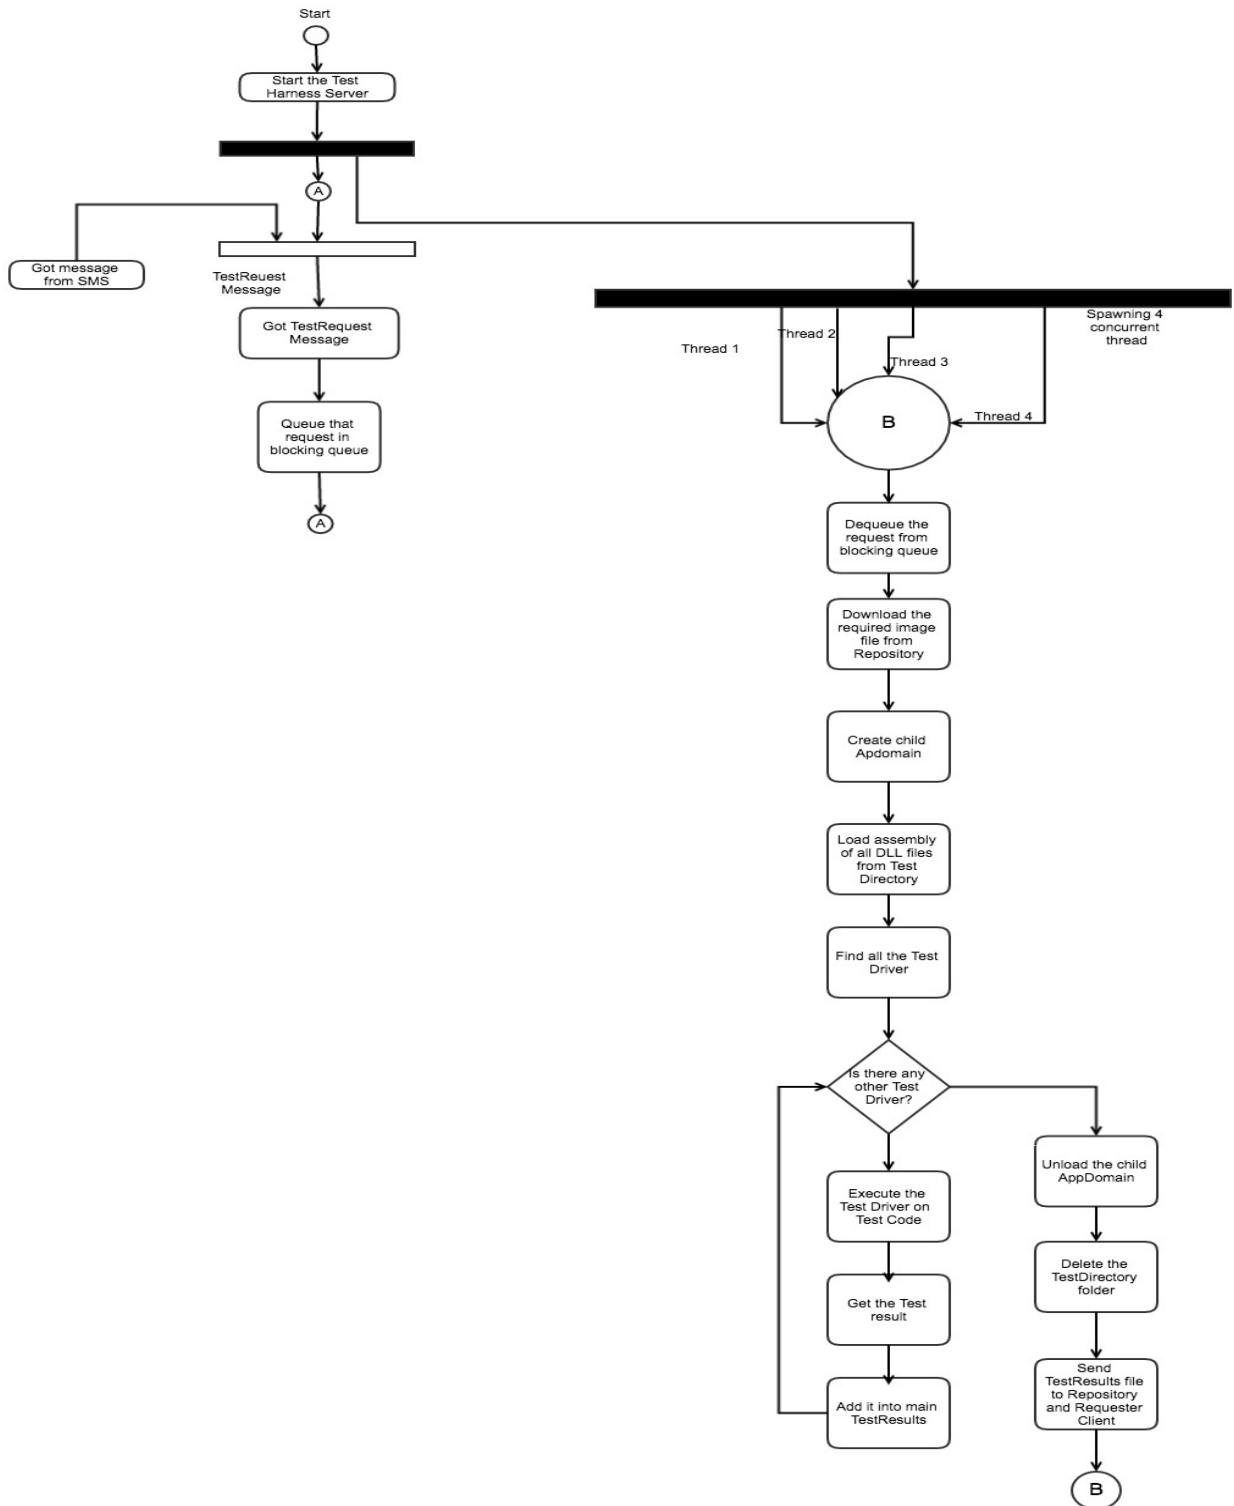 Start
Start the Test
Harness Server
A
Got message
from SMS
TestReuest
Message
Got TestRequest
Message
Queue that
request in
blocking queue
A
Spawning 4
concurrent
thread
Thread 1
Thread 2
Thread 3
Thread 4
B
Dequeue the
request from
blocking queue
Download the
required image
file from
Repository
Create child
Apdomain
Load assembly
of all DLL files
from Test
Directory
Find all the Test
Driver
Is there any
other Test
Driver?
Execute the
Test Driver on
Test Code
Get the Test
result
Add it into main
TestResults
Unload the child
AppDomain
Delete the
TestDirectory
folder
Send
TestResults file
to Repository
and Requester
Client
B